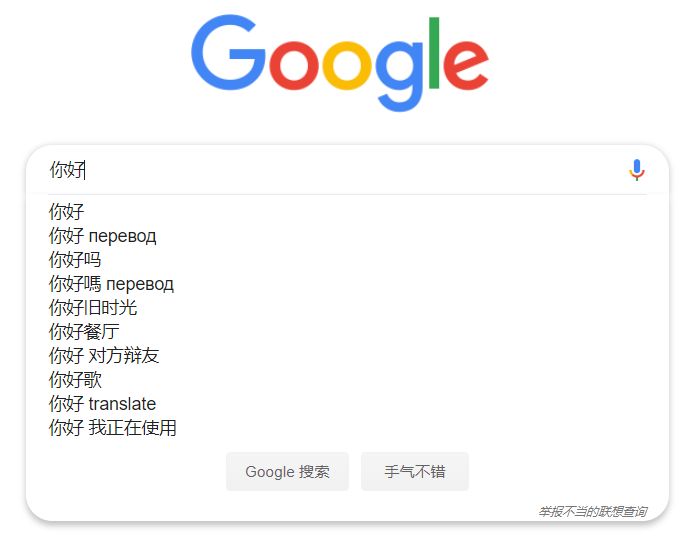 Google
你好
你好
你好 перевод
你好吗
你好嗎 перевод
你好旧时光
你好餐厅
你好 对方辩友
你好歌
你好 translate
你好 我正在使用
Google 搜索 手气不错
举报不当的联想查询